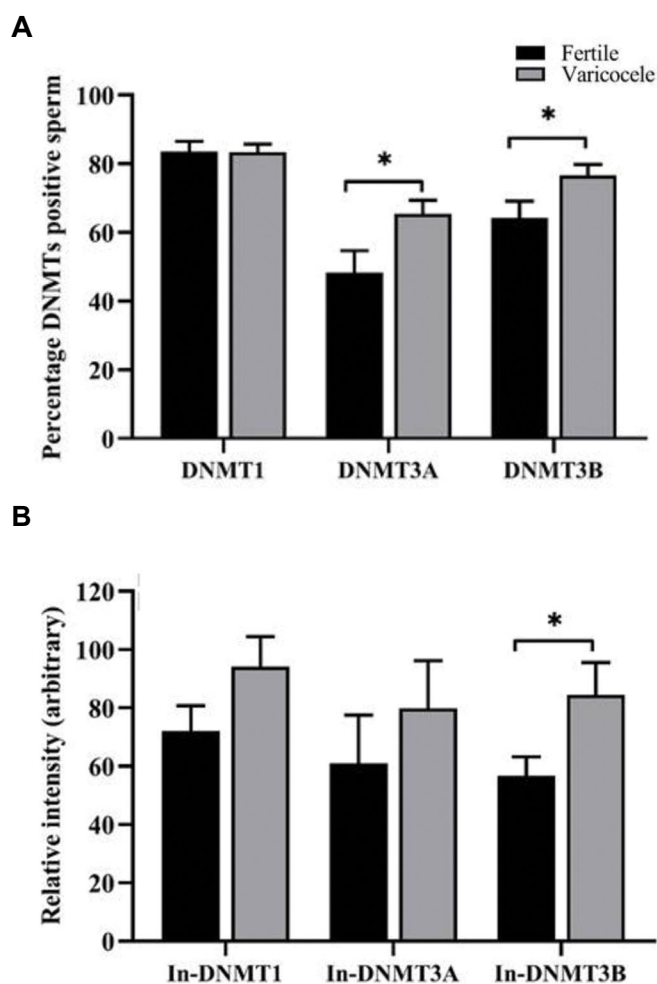 A
Fertile
Varicocele
Percentage DNMTs positive sperm
100
80
60
40
20
0
*
*
DNMT1
DNMT3A
DNMT3B
B
Relative intensity (arbitrary)
120
100
80
60
40
20
0
*
In-DNMT1
In-DNMT3A
In-DNMT3B